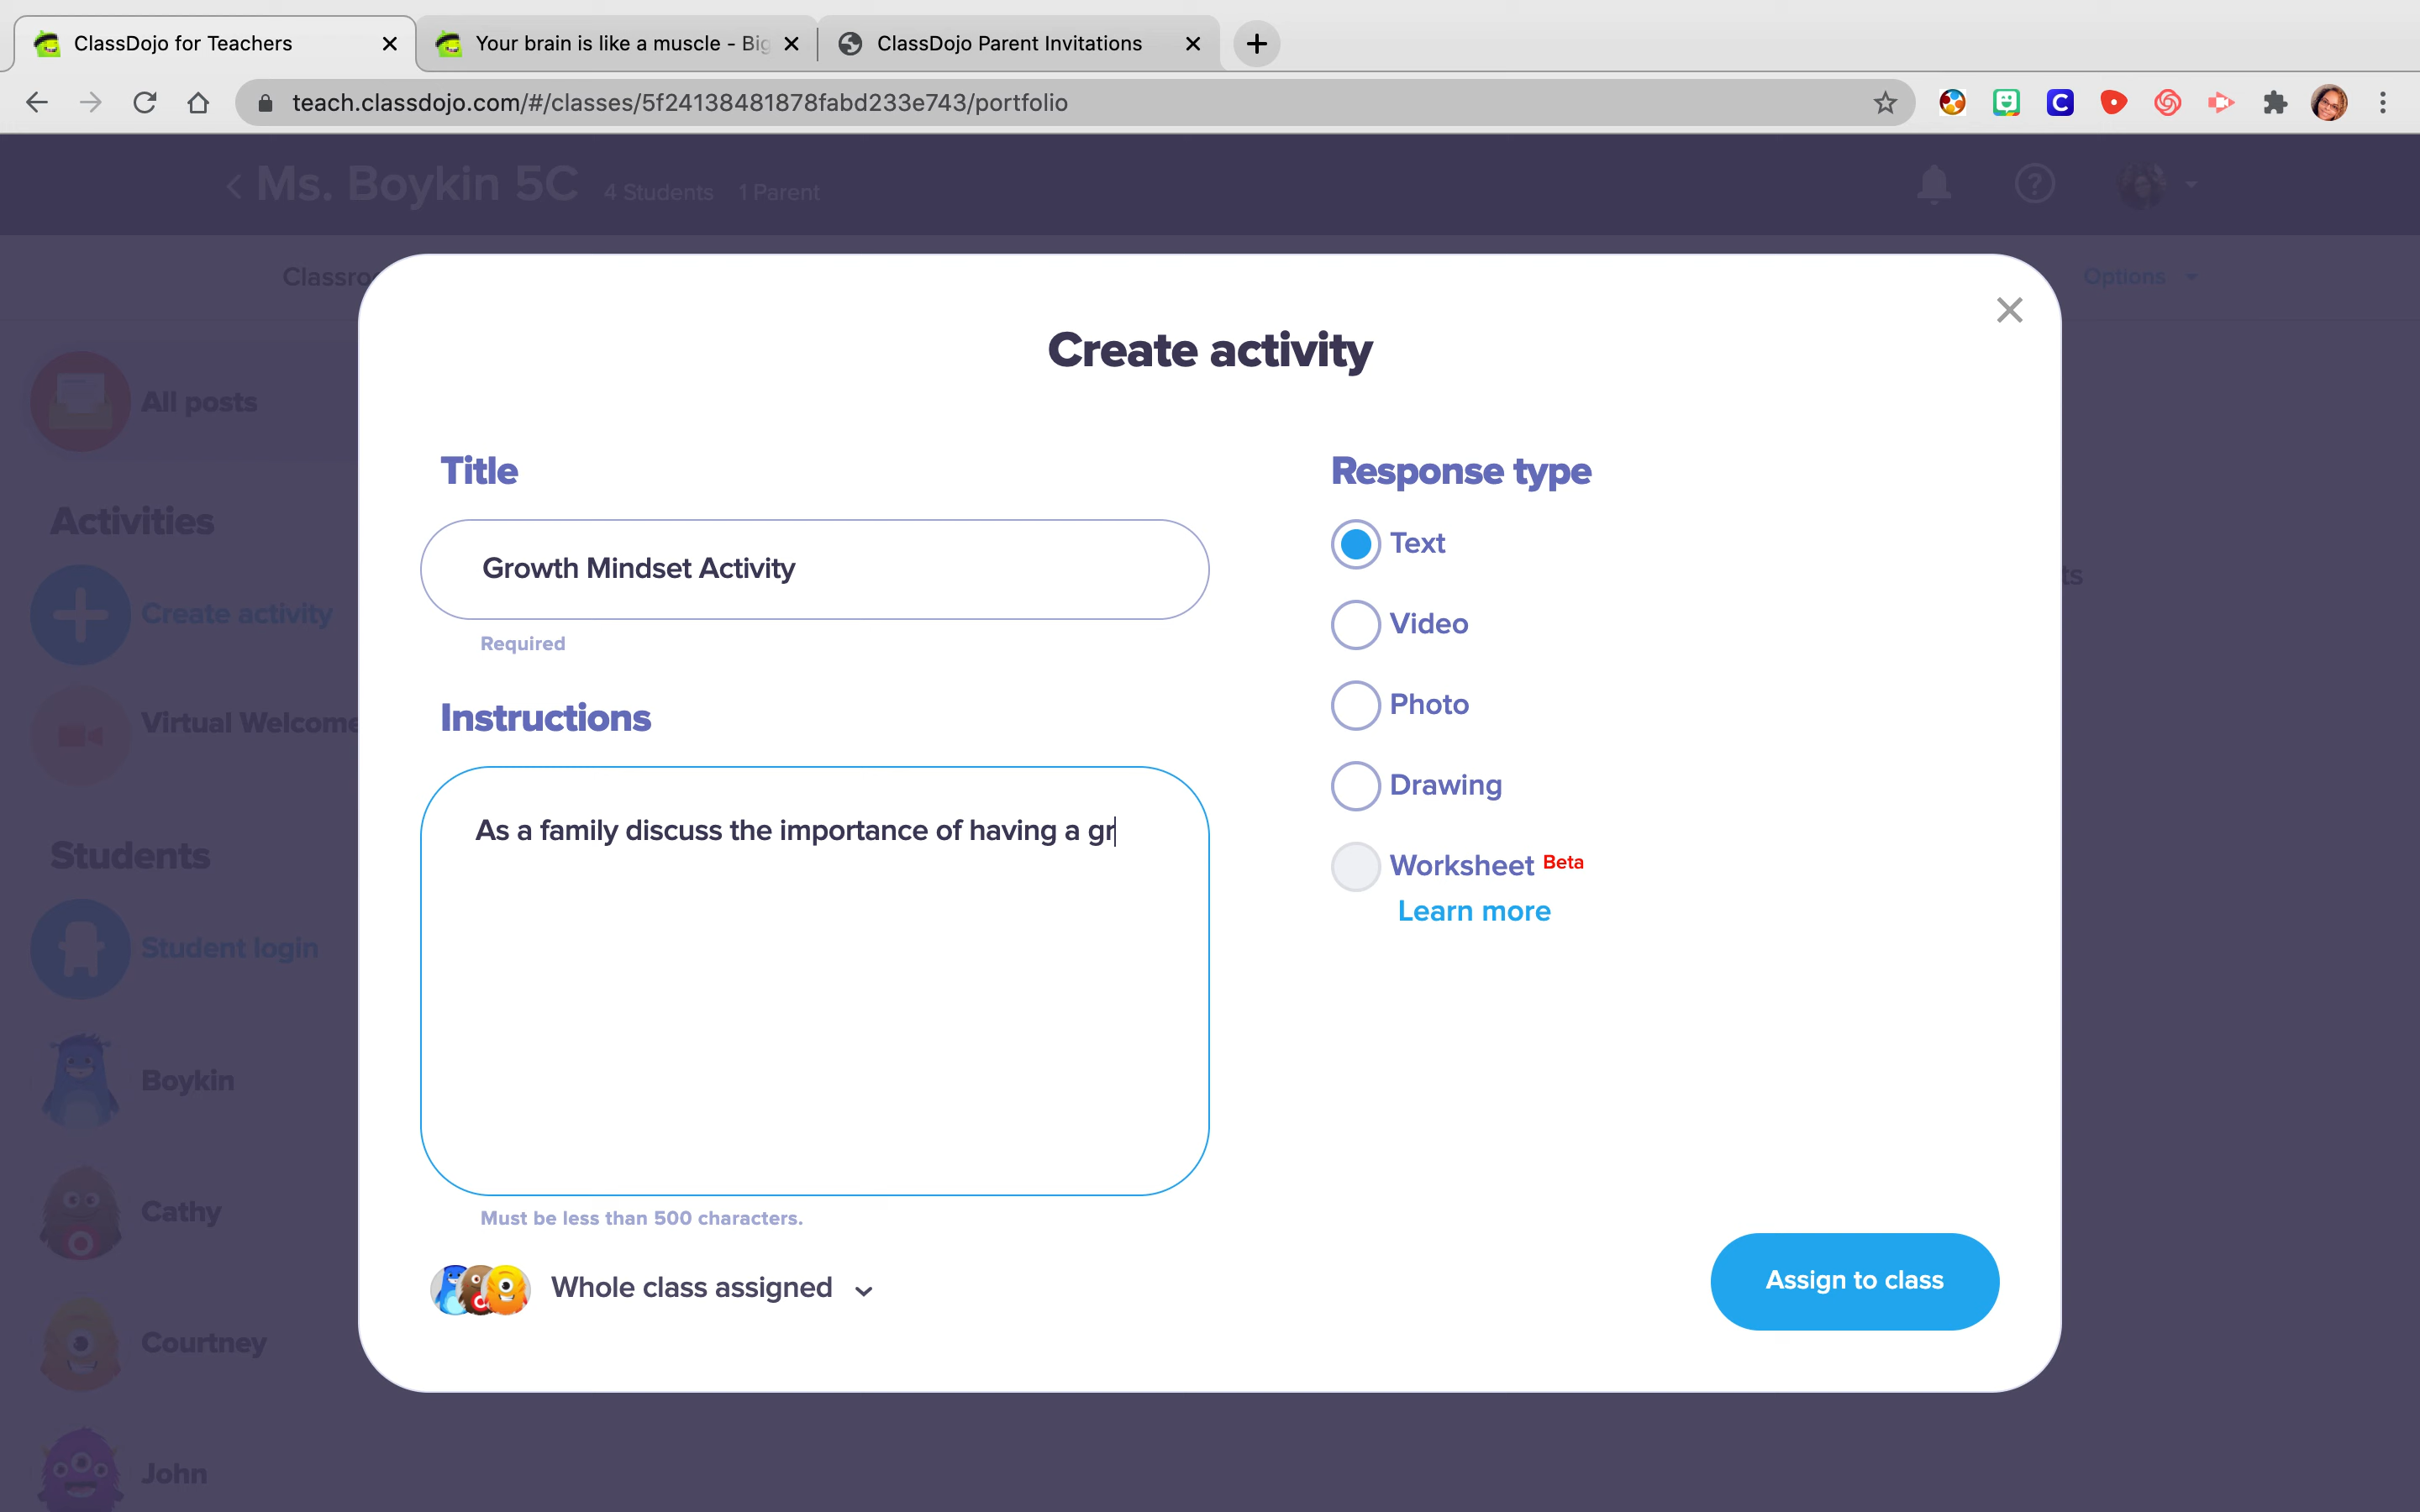 ClassDojo for Teachers
Your brain is like a muscle - Big
ClassDojo Parent Invitations
teach.classdojo.com/#/classes/5f24138481878fabd233e743/portfolio
Ms. Boykin 5C 4 Students 1 Parent
Classro
Options
Create activity
All posts
Title
Response type
Activities
Growth Mindset Activity
Text
ts
Create activity
Required
Video
Virtual Welcome
Instructions
Photo
Drawing
As a family discuss the importance of having a gr
Students
Worksheet Beta
Learn more
Student login
Boykin
Cathy
Must be less than 500 characters.
Whole class assigned
Assign to class
Courtney
John